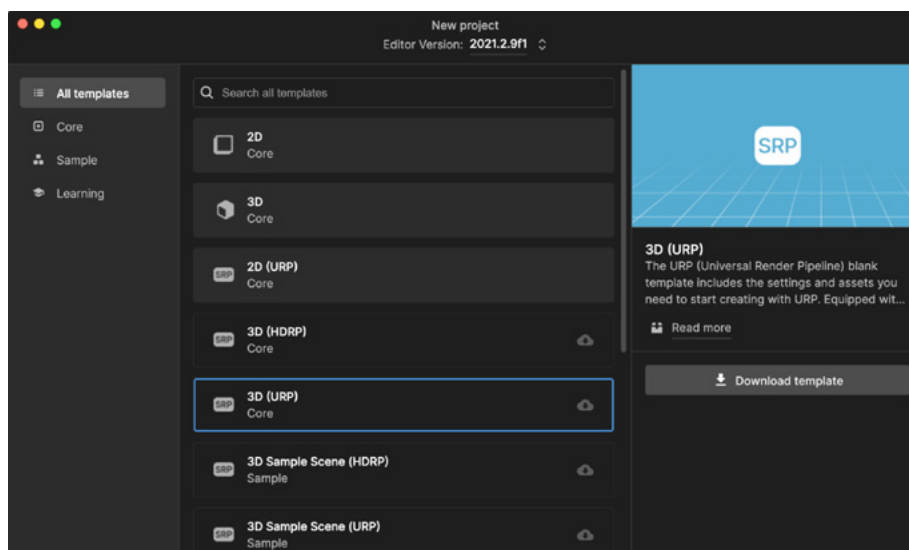 New project
Editor Version: 2021.2.9f1
All templates
Core
Sample
Learning
Search all templates
2D
Core
3D
Core
SRP
2D (URP)
Core
SRP
3D (HDRP)
Core
SRP
3D (URP)
Core
SRP
3D Sample Scene (HDRP)
Sample
SRP
3D Sample Scene (URP)
Sample
SRP
3D (URP)
The URP (Universal Render Pipeline) blank
template includes the settings and assets you
need to start creating with URP. Equipped wit...
Read more
Download template